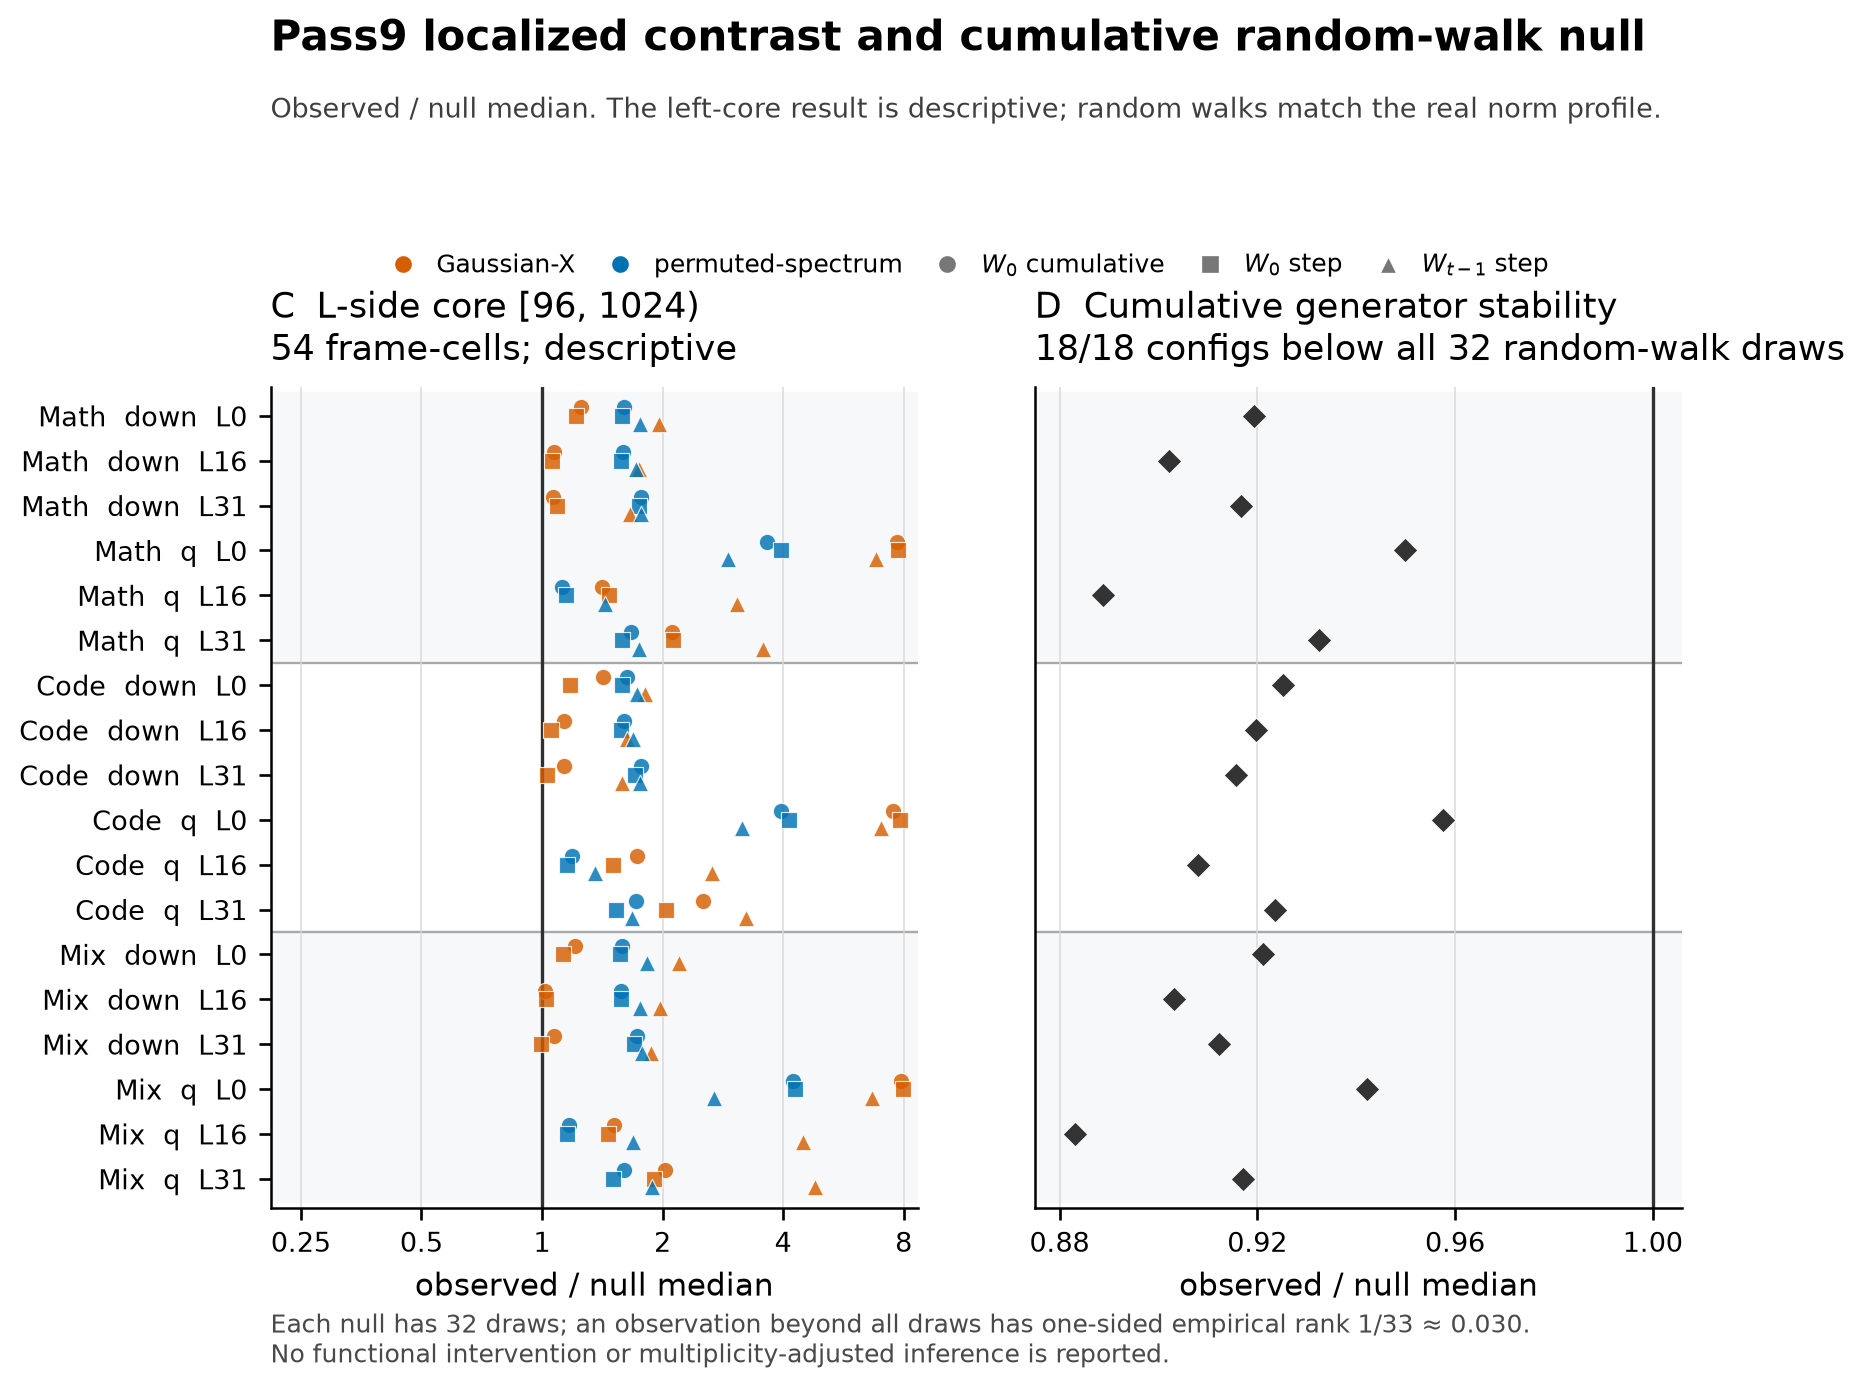 Pass9 localized contrast and cumulative random-walk null
Observed / null median. The left-core result is descriptive; random walks match the real norm profile.
Gaussian-X permuted-spectrum W₀ cumulative W₀ step Wₜ₋₁ step
C L-side core [96, 1024)
54 frame-cells; descriptive
D Cumulative generator stability
18/18 configs below all 32 random-walk draws
Math down L0
Math down L16
Math down L31
Math q L0
Math q L16
Math q L31
Code down L0
Code down L16
Code down L31
Code q L0
Code q L16
Code q L31
Mix down L0
Mix down L16
Mix down L31
Mix q L0
Mix q L16
Mix q L31
0.25 0.5 1 2 4 8
observed / null median
0.88 0.92 0.96 1.00
observed / null median
Each null has 32 draws; an observation beyond all draws has one-sided empirical rank 1/33 ≈ 0.030.
No functional intervention or multiplicity-adjusted inference is reported.